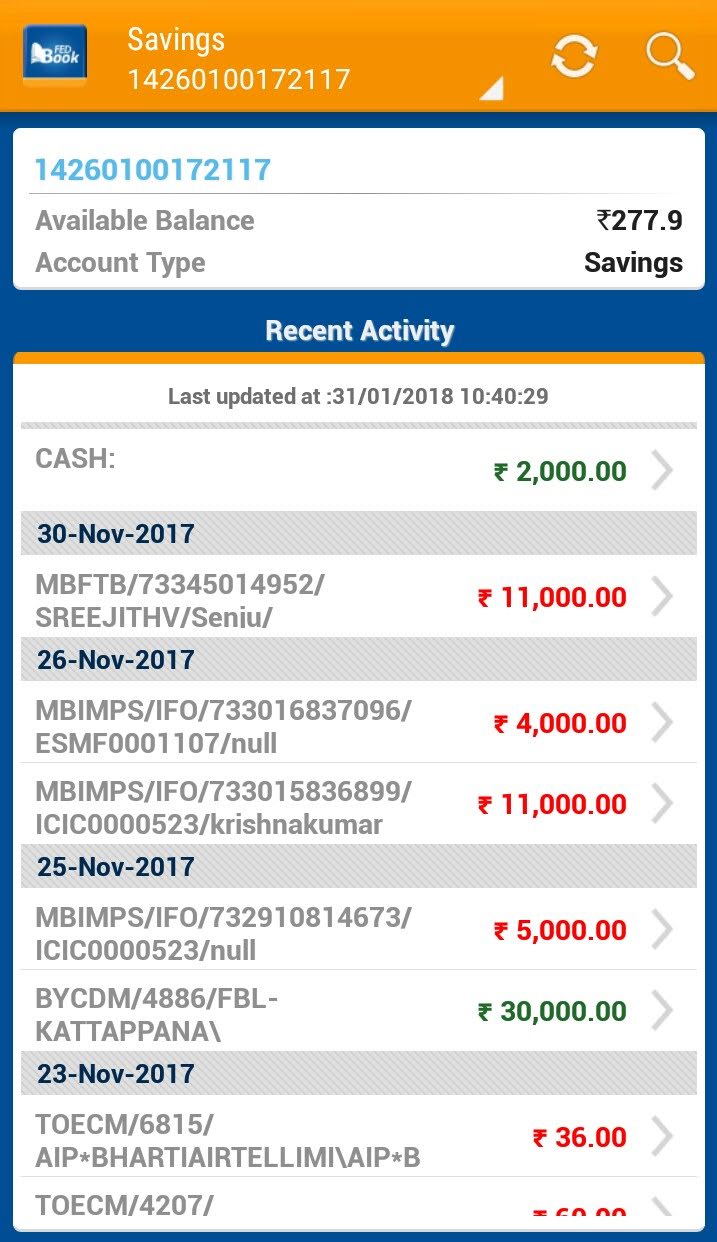 FED
Book
Savings
14260100172117
14260100172117
Available Balance ₹277.9
Account Type Savings
Recent Activity
Last updated at :31/01/2018 10:40:29
CASH: ₹ 2,000.00
30-Nov-2017
MBFTB/73345014952/
SREEJITHV/Seniu/ ₹ 11,000.00
26-Nov-2017
MBIMPS/IFO/733016837096/
ESMF0001107/null ₹ 4,000.00
MBIMPS/IFO/733015836899/
ICIC0000523/krishnakumar ₹ 11,000.00
25-Nov-2017
MBIMPS/IFO/732910814673/
ICIC0000523/null ₹ 5,000.00
BYCDM/4886/FBL-
KATTAPPANA\ ₹ 30,000.00
23-Nov-2017
TOECM/6815/
AIP*BHARTIAIRTELLIMI\AIP*B ₹ 36.00
TOECM/4207/